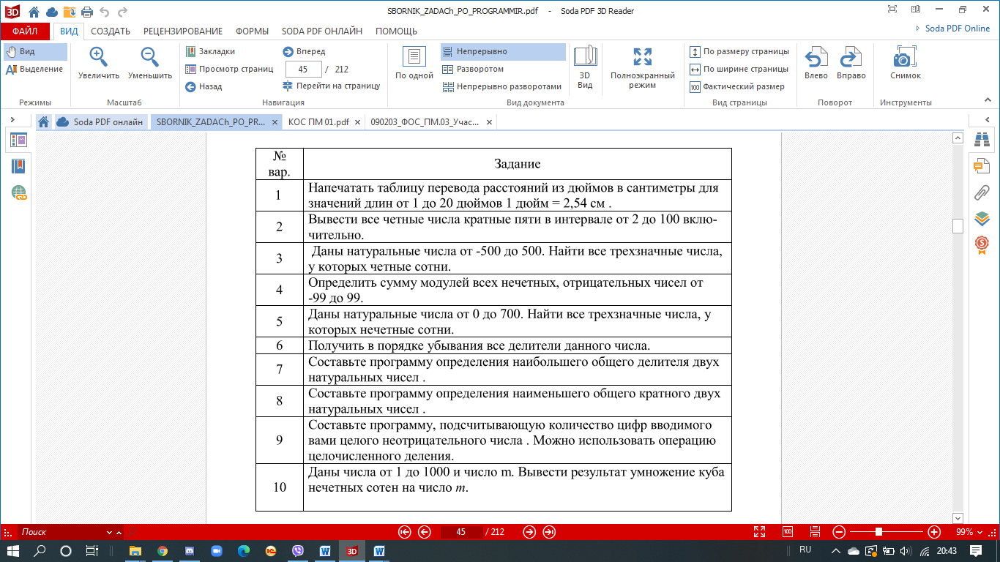 SBORNIK_ZADACh_PO_PROGRAMMIR.pdf - Soda PDF 3D Reader
ФАЙЛ ВИД СОЗДАТЬ РЕЦЕНЗИРОВАНИЕ ФОРМЫ SODA PDF ОНЛАЙН ПОМОЩЬ Soda PDF Online
Вид
Выделение
Режимы
Увеличить Уменьшить
Масштаб
Закладки
Просмотр страниц
Назад
Вперед
45 / 212
Перейти на страницу
Навигация
По одной
Непрерывно
Разворотом
Непрерывно разворотами
3D
Вид
Полноэкранный
режим
Вид документа
По размеру страницы
По ширине страницы
100 Фактический размер
Вид страницы
Влево Вправо
Поворот
Снимок
Инструменты
Soda PDF онлайн SBORNIK_ZADACh_PO_PR... КОС ПМ 01.pdf 090203_ФОС_ПМ.03_Учас...
№
вар.
Задание
1
Напечатать таблицу перевода расстояний из дюймов в сантиметры для
значений длин от 1 до 20 дюймов 1 дюйм = 2,54 см .
2
Вывести все четные числа кратные пяти в интервале от 2 до 100 вклю-
чительно.
3
Даны натуральные числа от -500 до 500. Найти все трехзначные числа,
у которых четные сотни.
4
Определить сумму модулей всех нечетных, отрицательных чисел от
-99 до 99.
5
Даны натуральные числа от 0 до 700. Найти все трехзначные числа, у
которых нечетные сотни.
6
Получить в порядке убывания все делители данного числа.
7
Составьте программу определения наибольшего общего делителя двух
натуральных чисел .
8
Составьте программу определения наименьшего общего кратного двух
натуральных чисел .
9
Составьте программу, подсчитывающую количество цифр вводимого
вами целого неотрицательного числа . Можно использовать операцию
целочисленного деления.
10
Даны числа от 1 до 1000 и число m. Вывести результат умножение куба
нечетных сотен на число m.
Поиск 45 / 212 100 99%
RU 20:43